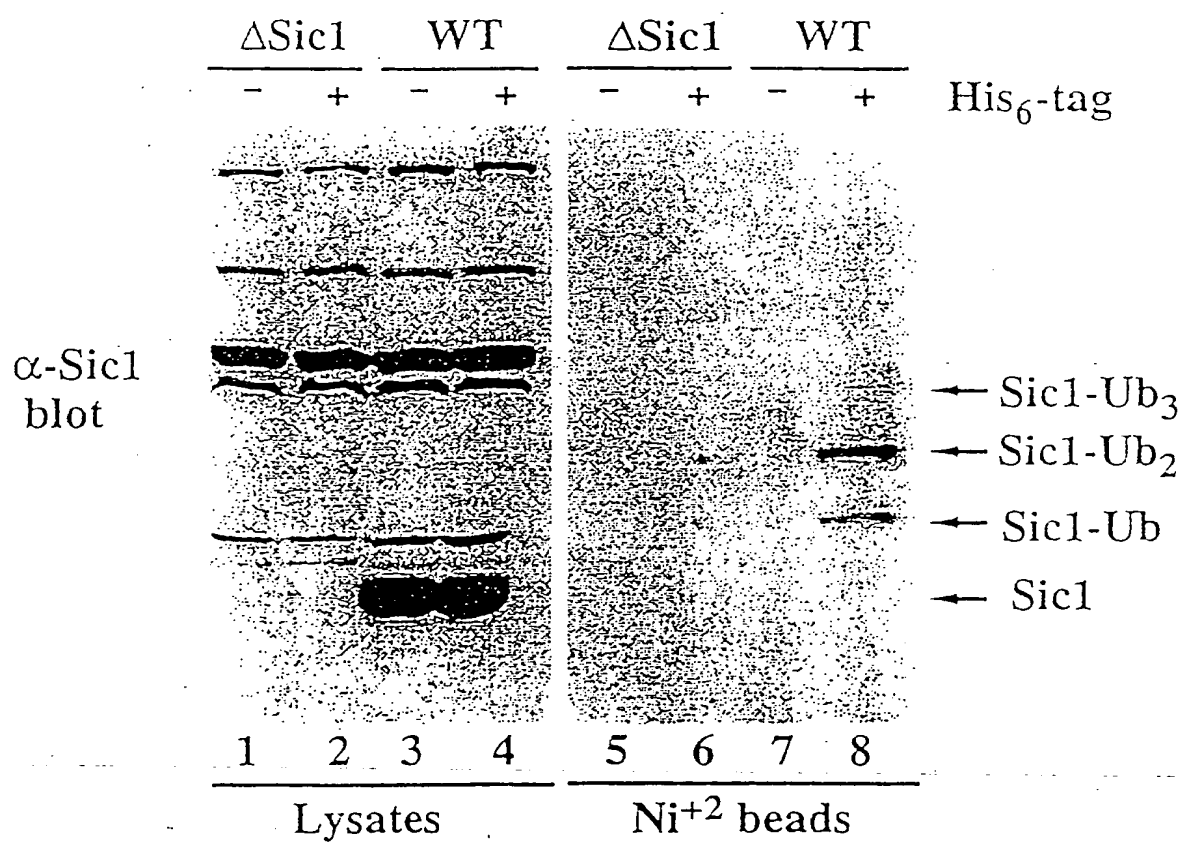 ΔSic1 WT ΔSic1 WT
− + − + − + − + His₆-tag
α-Sic1
blot
Sic1-Ub₃
Sic1-Ub₂
Sic1-Ub
Sic1
1 2 3 4 5 6 7 8
Lysates Ni⁺² beads